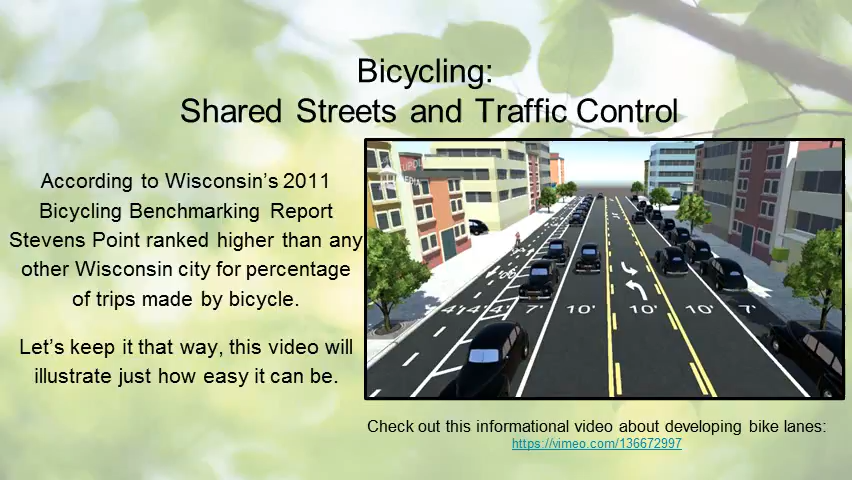 Bicycling:
Shared Streets and Traffic Control
According to Wisconsin's 2011
Bicycling Benchmarking Report
Stevens Point ranked higher than any
other Wisconsin city for percentage
of trips made by bicycle.
Let's keep it that way, this video will
illustrate just how easy it can be.
4' 4' 4' 7' 10' 10' 10' 7'
Check out this informational video about developing bike lanes:
https://vimeo.com/136672997